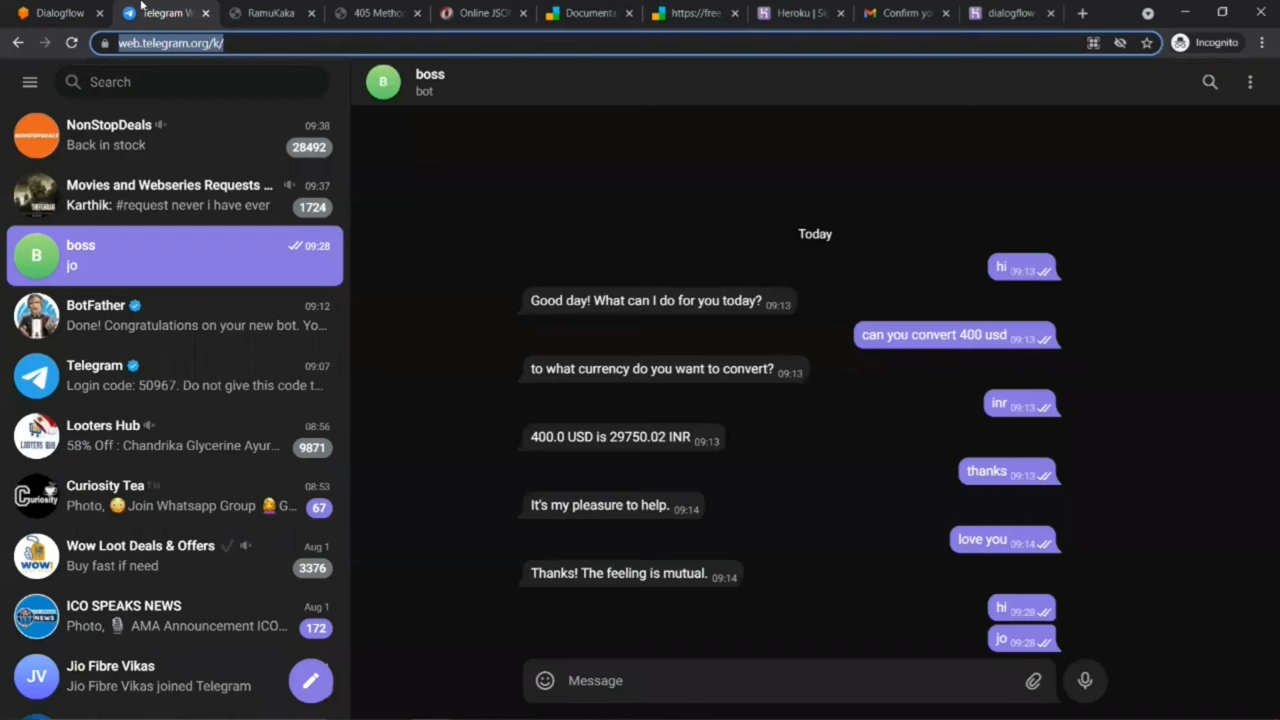 Dialogflow
Telegram W
RamuKaka
405 Metho
Online JSO
Documenta
https://free
Heroku | Si
Confirm yo
dialogflow
web.telegram.org/k/
Incognito
Search
NonStopDeals 09:38
Back in stock 28492
Movies and Webseries Requests ... 09:37
Karthik: #request never i have ever 1724
B
boss 09:28
jo
BotFather 09:12
Done! Congratulations on your new bot. Yo...
Telegram 09:07
Login code: 50967. Do not give this code t...
Looters Hub 08:56
58% Off : Chandrika Glycerine Ayur... 9871
Curiosity Tea™ 08:53
Photo, 😳Join Whatsapp Group 🙋‍♀️G... 67
Wow Loot Deals & Offers Aug 1
Buy fast if need 3376
ICO SPEAKS NEWS Aug 1
Photo, 🎙 AMA Announcement ICO... 172
JV
Jio Fibre Vikas
Jio Fibre Vikas joined Telegram
B
boss
bot
Today
hi 09:13
Good day! What can I do for you today? 09:13
can you convert 400 usd 09:13
to what currency do you want to convert? 09:13
inr 09:13
400.0 USD is 29750.02 INR 09:13
thanks 09:13
It's my pleasure to help. 09:14
love you 09:14
Thanks! The feeling is mutual. 09:14
hi 09:28
jo 09:28
Message